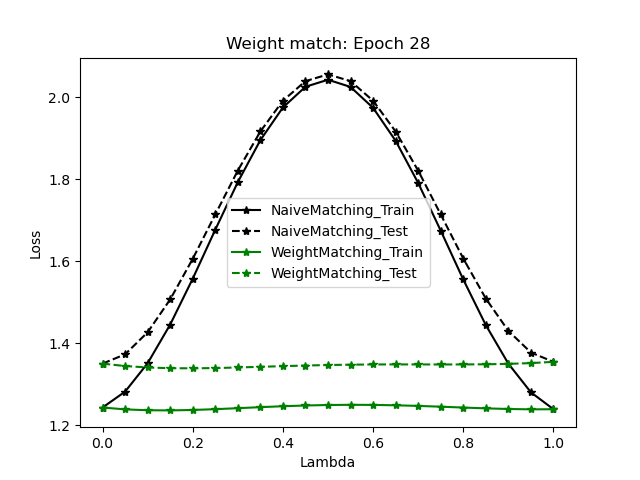 Weight match: Epoch 28
Loss
2.0
1.8
1.6
1.4
1.2
NaiveMatching_Train
NaiveMatching_Test
WeightMatching_Train
WeightMatching_Test
0.0 0.2 0.4 0.6 0.8 1.0
Lambda